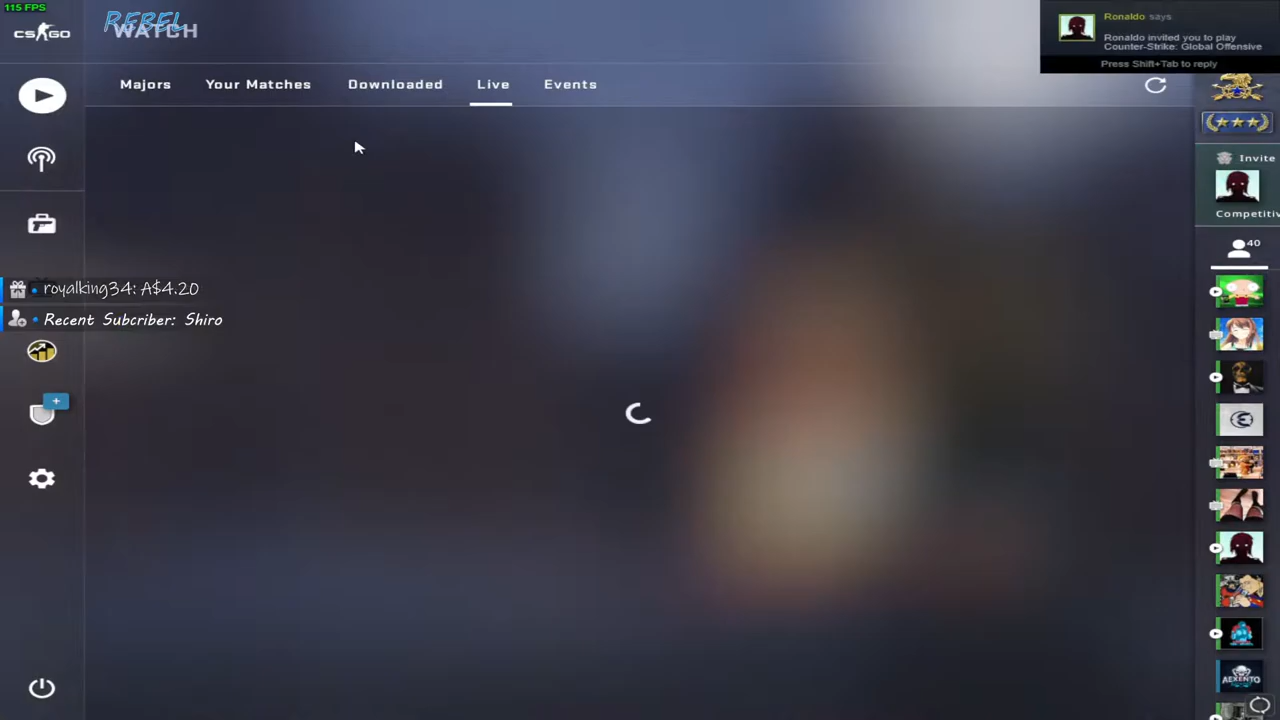 115 FPS
CS:GO
REBEL
WATCH
Ronaldo says
Ronaldo invited you to play
Counter-Strike: Global Offensive
Press Shift+Tab to reply
Majors
Your Matches
Downloaded
Live
Events
Invite
Competitiv
40
royalking34: A$4.20
Recent Subcriber: Shiro
+
AEXENTO